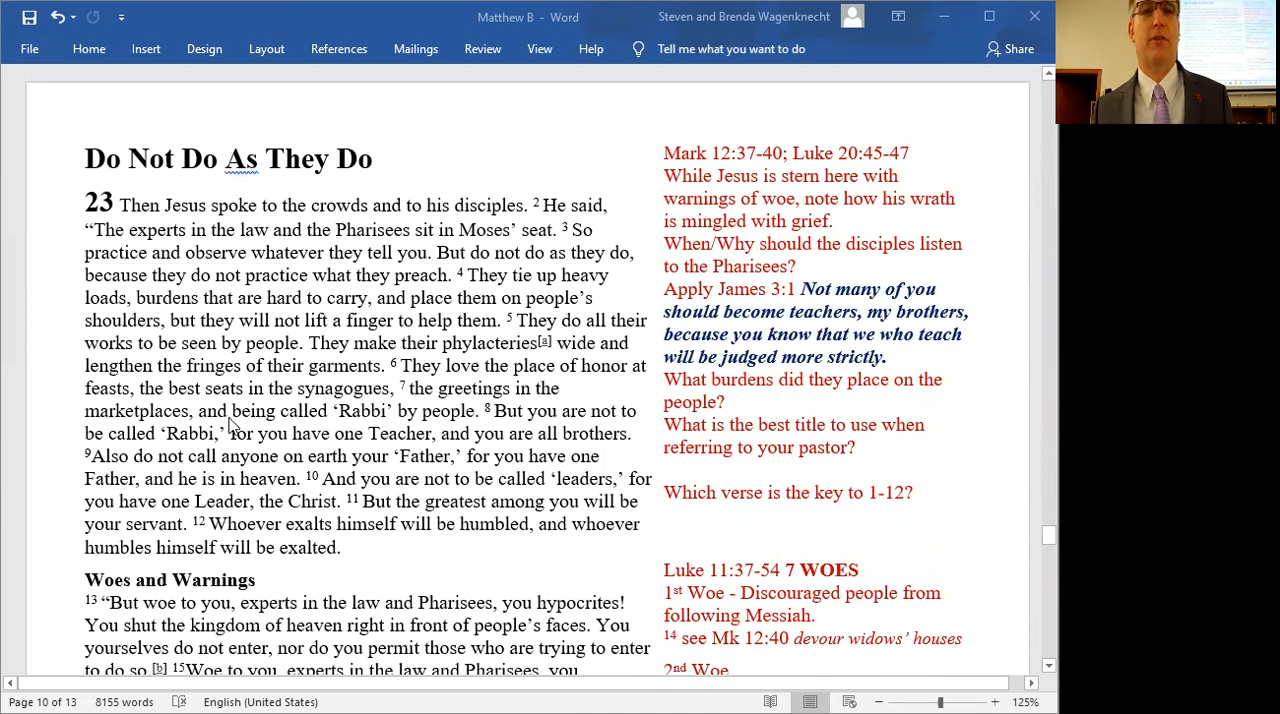 Matthew B - Word
Steven and Brenda Wagenknecht
File Home Insert Design Layout References Mailings Review View Help Tell me what you want to do Share
Do Not Do As They Do
23 Then Jesus spoke to the crowds and to his disciples. 2 He said,
“The experts in the law and the Pharisees sit in Moses’ seat. 3 So
practice and observe whatever they tell you. But do not do as they do,
because they do not practice what they preach. 4 They tie up heavy
loads, burdens that are hard to carry, and place them on people’s
shoulders, but they will not lift a finger to help them. 5 They do all their
works to be seen by people. They make their phylacteries[a] wide and
lengthen the fringes of their garments. 6 They love the place of honor at
feasts, the best seats in the synagogues, 7 the greetings in the
marketplaces, and being called ‘Rabbi’ by people. 8 But you are not to
be called ‘Rabbi,’ for you have one Teacher, and you are all brothers.
9Also do not call anyone on earth your ‘Father,’ for you have one
Father, and he is in heaven. 10 And you are not to be called ‘leaders,’ for
you have one Leader, the Christ. 11 But the greatest among you will be
your servant. 12 Whoever exalts himself will be humbled, and whoever
humbles himself will be exalted.
Woes and Warnings
13 “But woe to you, experts in the law and Pharisees, you hypocrites!
You shut the kingdom of heaven right in front of people’s faces. You
yourselves do not enter, nor do you permit those who are trying to enter
to do so.[b] 15Woe to you, experts in the law and Pharisees, you
Mark 12:37-40; Luke 20:45-47
While Jesus is stern here with
warnings of woe, note how his wrath
is mingled with grief.
When/Why should the disciples listen
to the Pharisees?
Apply James 3:1 Not many of you
should become teachers, my brothers,
because you know that we who teach
will be judged more strictly.
What burdens did they place on the
people?
What is the best title to use when
referring to your pastor?
Which verse is the key to 1-12?
Luke 11:37-54 7 WOES
1st Woe - Discouraged people from
following Messiah.
14 see Mk 12:40 devour widows’ houses
2nd Woe
Page 10 of 13 8155 words English (United States) 125%